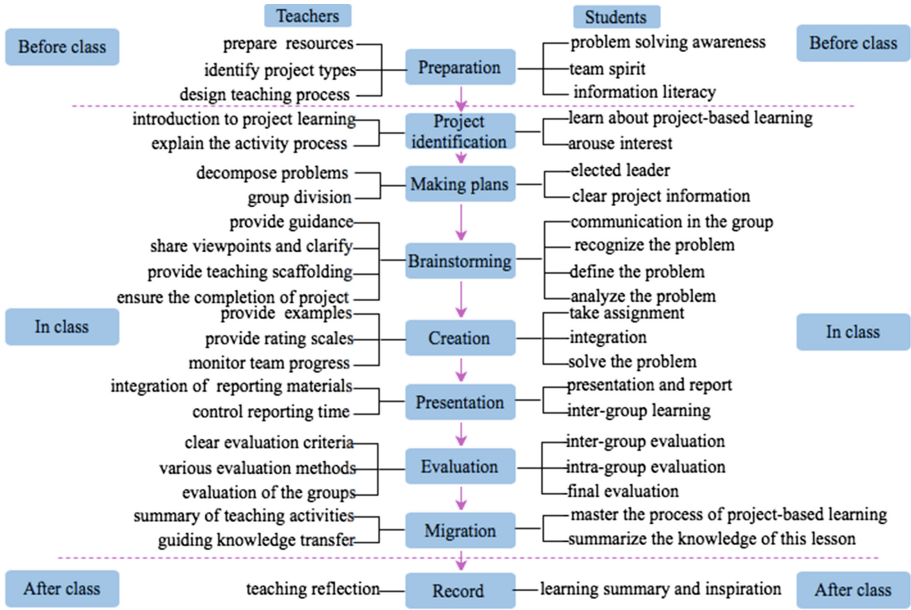 Teachers
Students
Before class
Before class
prepare resources
identify project types
design teaching process
Preparation
problem solving awareness
team spirit
information literacy
introduction to project learning
explain the activity process
Project
identification
learn about project-based learning
arouse interest
decompose problems
group division
Making plans
elected leader
clear project information
provide guidance
share viewpoints and clarify
provide teaching scaffolding
ensure the completion of project
Brainstorming
communication in the group
recognize the problem
define the problem
analyze the problem
In class
In class
provide examples
provide rating scales
monitor team progress
Creation
take assignment
integration
solve the problem
integration of reporting materials
control reporting time
Presentation
presentation and report
inter-group learning
clear evaluation criteria
various evaluation methods
evaluation of the groups
Evaluation
inter-group evaluation
intra-group evaluation
final evaluation
summary of teaching activities
guiding knowledge transfer
Migration
master the process of project-based learning
summarize the knowledge of this lesson
After class
teaching reflection
Record
learning summary and inspiration
After class